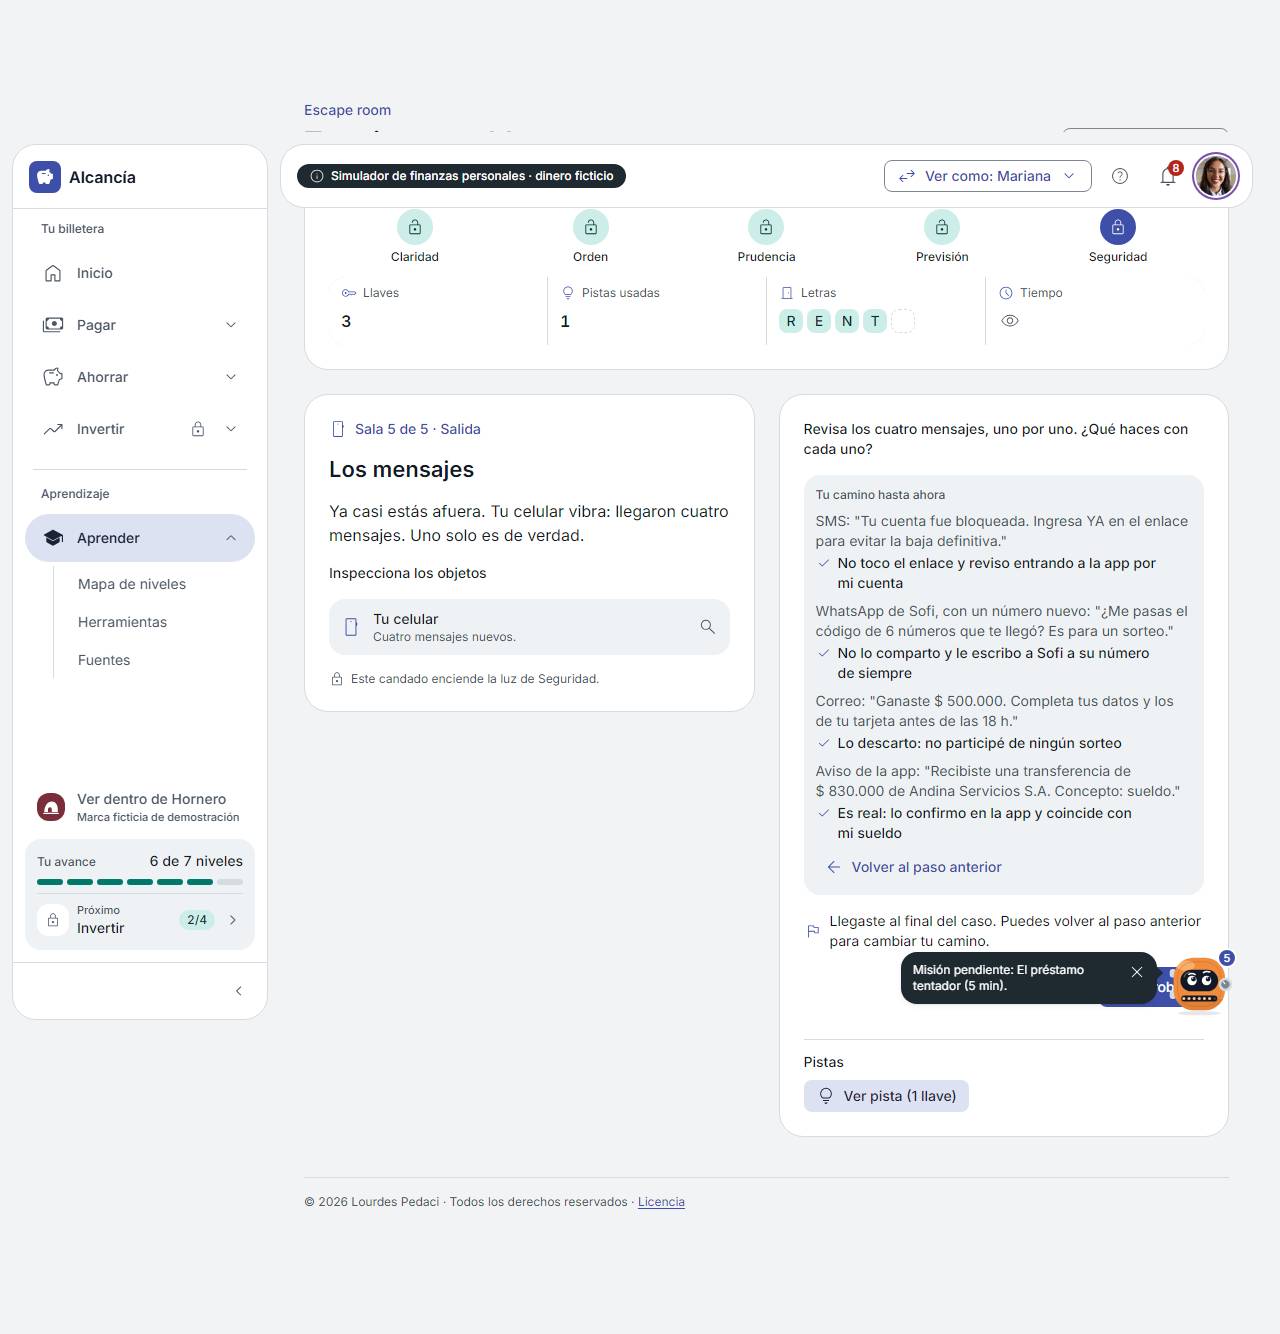 Escape room
Alcancía
Simulador de finanzas personales · dinero ficticio
Ver como: Mariana
8
Tu billetera
Inicio
Pagar
Ahorrar
Invertir
Aprendizaje
Aprender
Mapa de niveles
Herramientas
Fuentes
Ver dentro de Hornero
Marca ficticia de demostración
Tu avance
6 de 7 niveles
Próximo
Invertir
2/4
Claridad
Orden
Prudencia
Previsión
Seguridad
Llaves
3
Pistas usadas
1
Letras
R E N T
Tiempo
Sala 5 de 5 · Salida
Los mensajes
Ya casi estás afuera. Tu celular vibra: llegaron cuatro
mensajes. Uno solo es de verdad.
Inspecciona los objetos
Tu celular
Cuatro mensajes nuevos.
Este candado enciende la luz de Seguridad.
Revisa los cuatro mensajes, uno por uno. ¿Qué haces con
cada uno?
Tu camino hasta ahora
SMS: "Tu cuenta fue bloqueada. Ingresa YA en el enlace
para evitar la baja definitiva."
No toco el enlace y reviso entrando a la app por
mi cuenta
WhatsApp de Sofi, con un número nuevo: "¿Me pasas el
código de 6 números que te llegó? Es para un sorteo."
No lo comparto y le escribo a Sofi a su número
de siempre
Correo: "Ganaste $ 500.000. Completa tus datos y los
de tu tarjeta antes de las 18 h."
Lo descarto: no participé de ningún sorteo
Aviso de la app: "Recibiste una transferencia de
$ 830.000 de Andina Servicios S.A. Concepto: sueldo."
Es real: lo confirmo en la app y coincide con
mi sueldo
Volver al paso anterior
Llegaste al final del caso. Puedes volver al paso anterior
para cambiar tu camino.
Misión pendiente: El préstamo
tentador (5 min).
5
Pistas
Ver pista (1 llave)
© 2026 Lourdes Pedaci · Todos los derechos reservados · Licencia